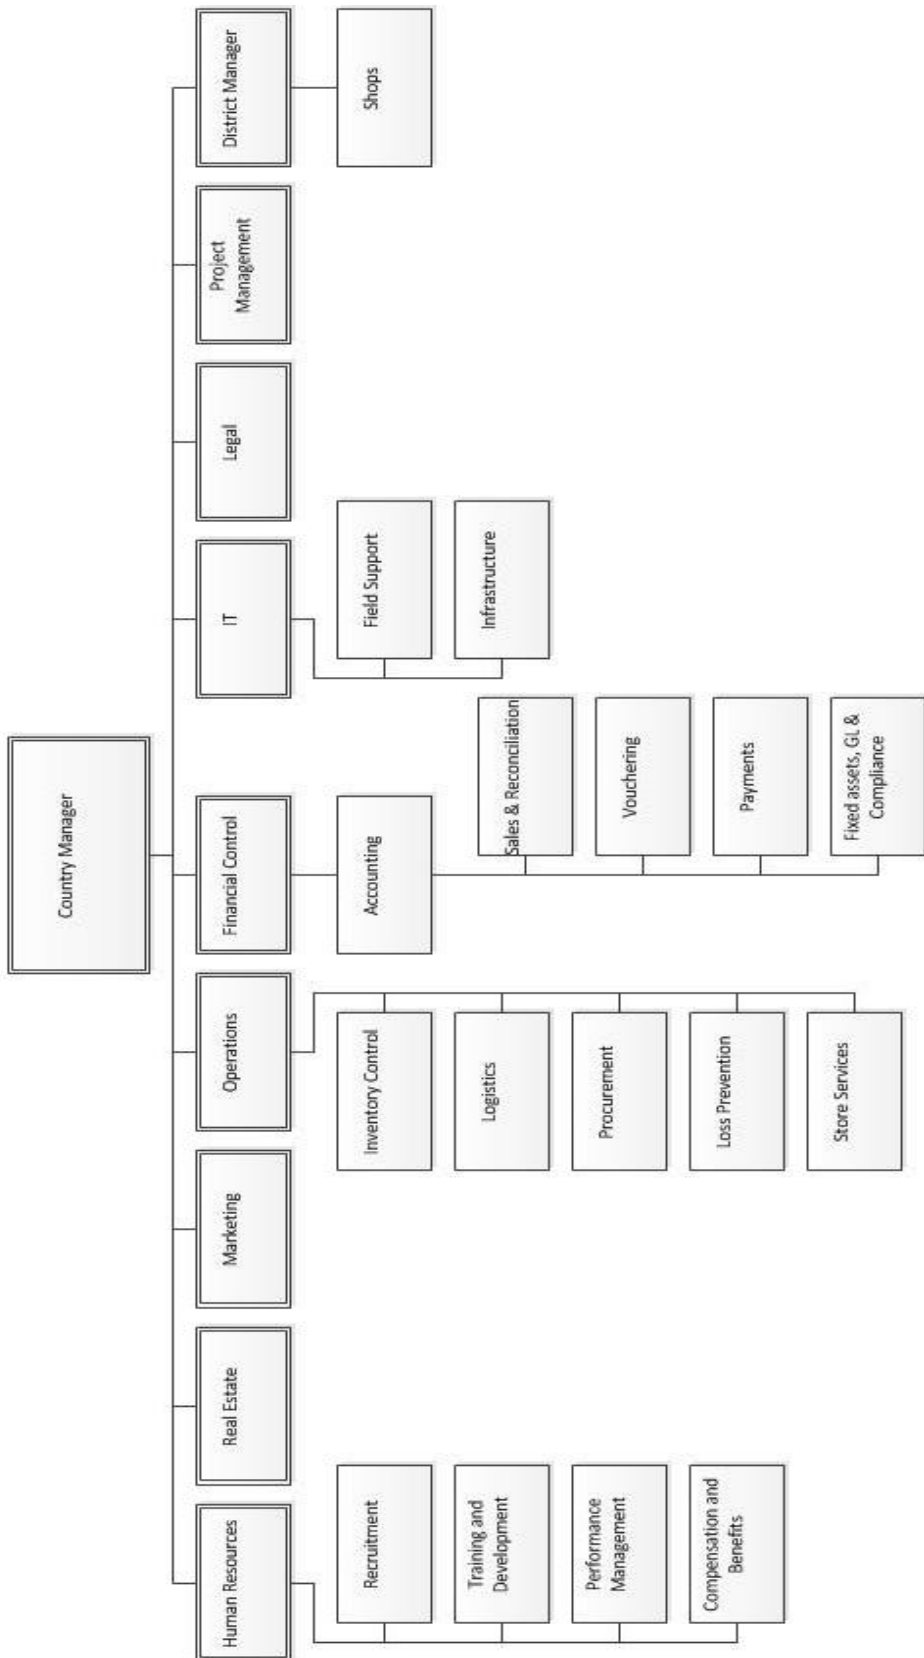 Country Manager
Human Resources
Real Estate
Marketing
Operations
Financial Control
IT
Legal
Project
Management
District Manager
Recruitment
Training and
Development
Performance
Management
Compensation and
Benefits
Inventory Control
Logistics
Procurement
Loss Prevention
Store Services
Accounting
Sales & Reconciliation
Vouchering
Payments
Fixed assets, GL &
Compliance
Field Support
Infrastructure
Shops